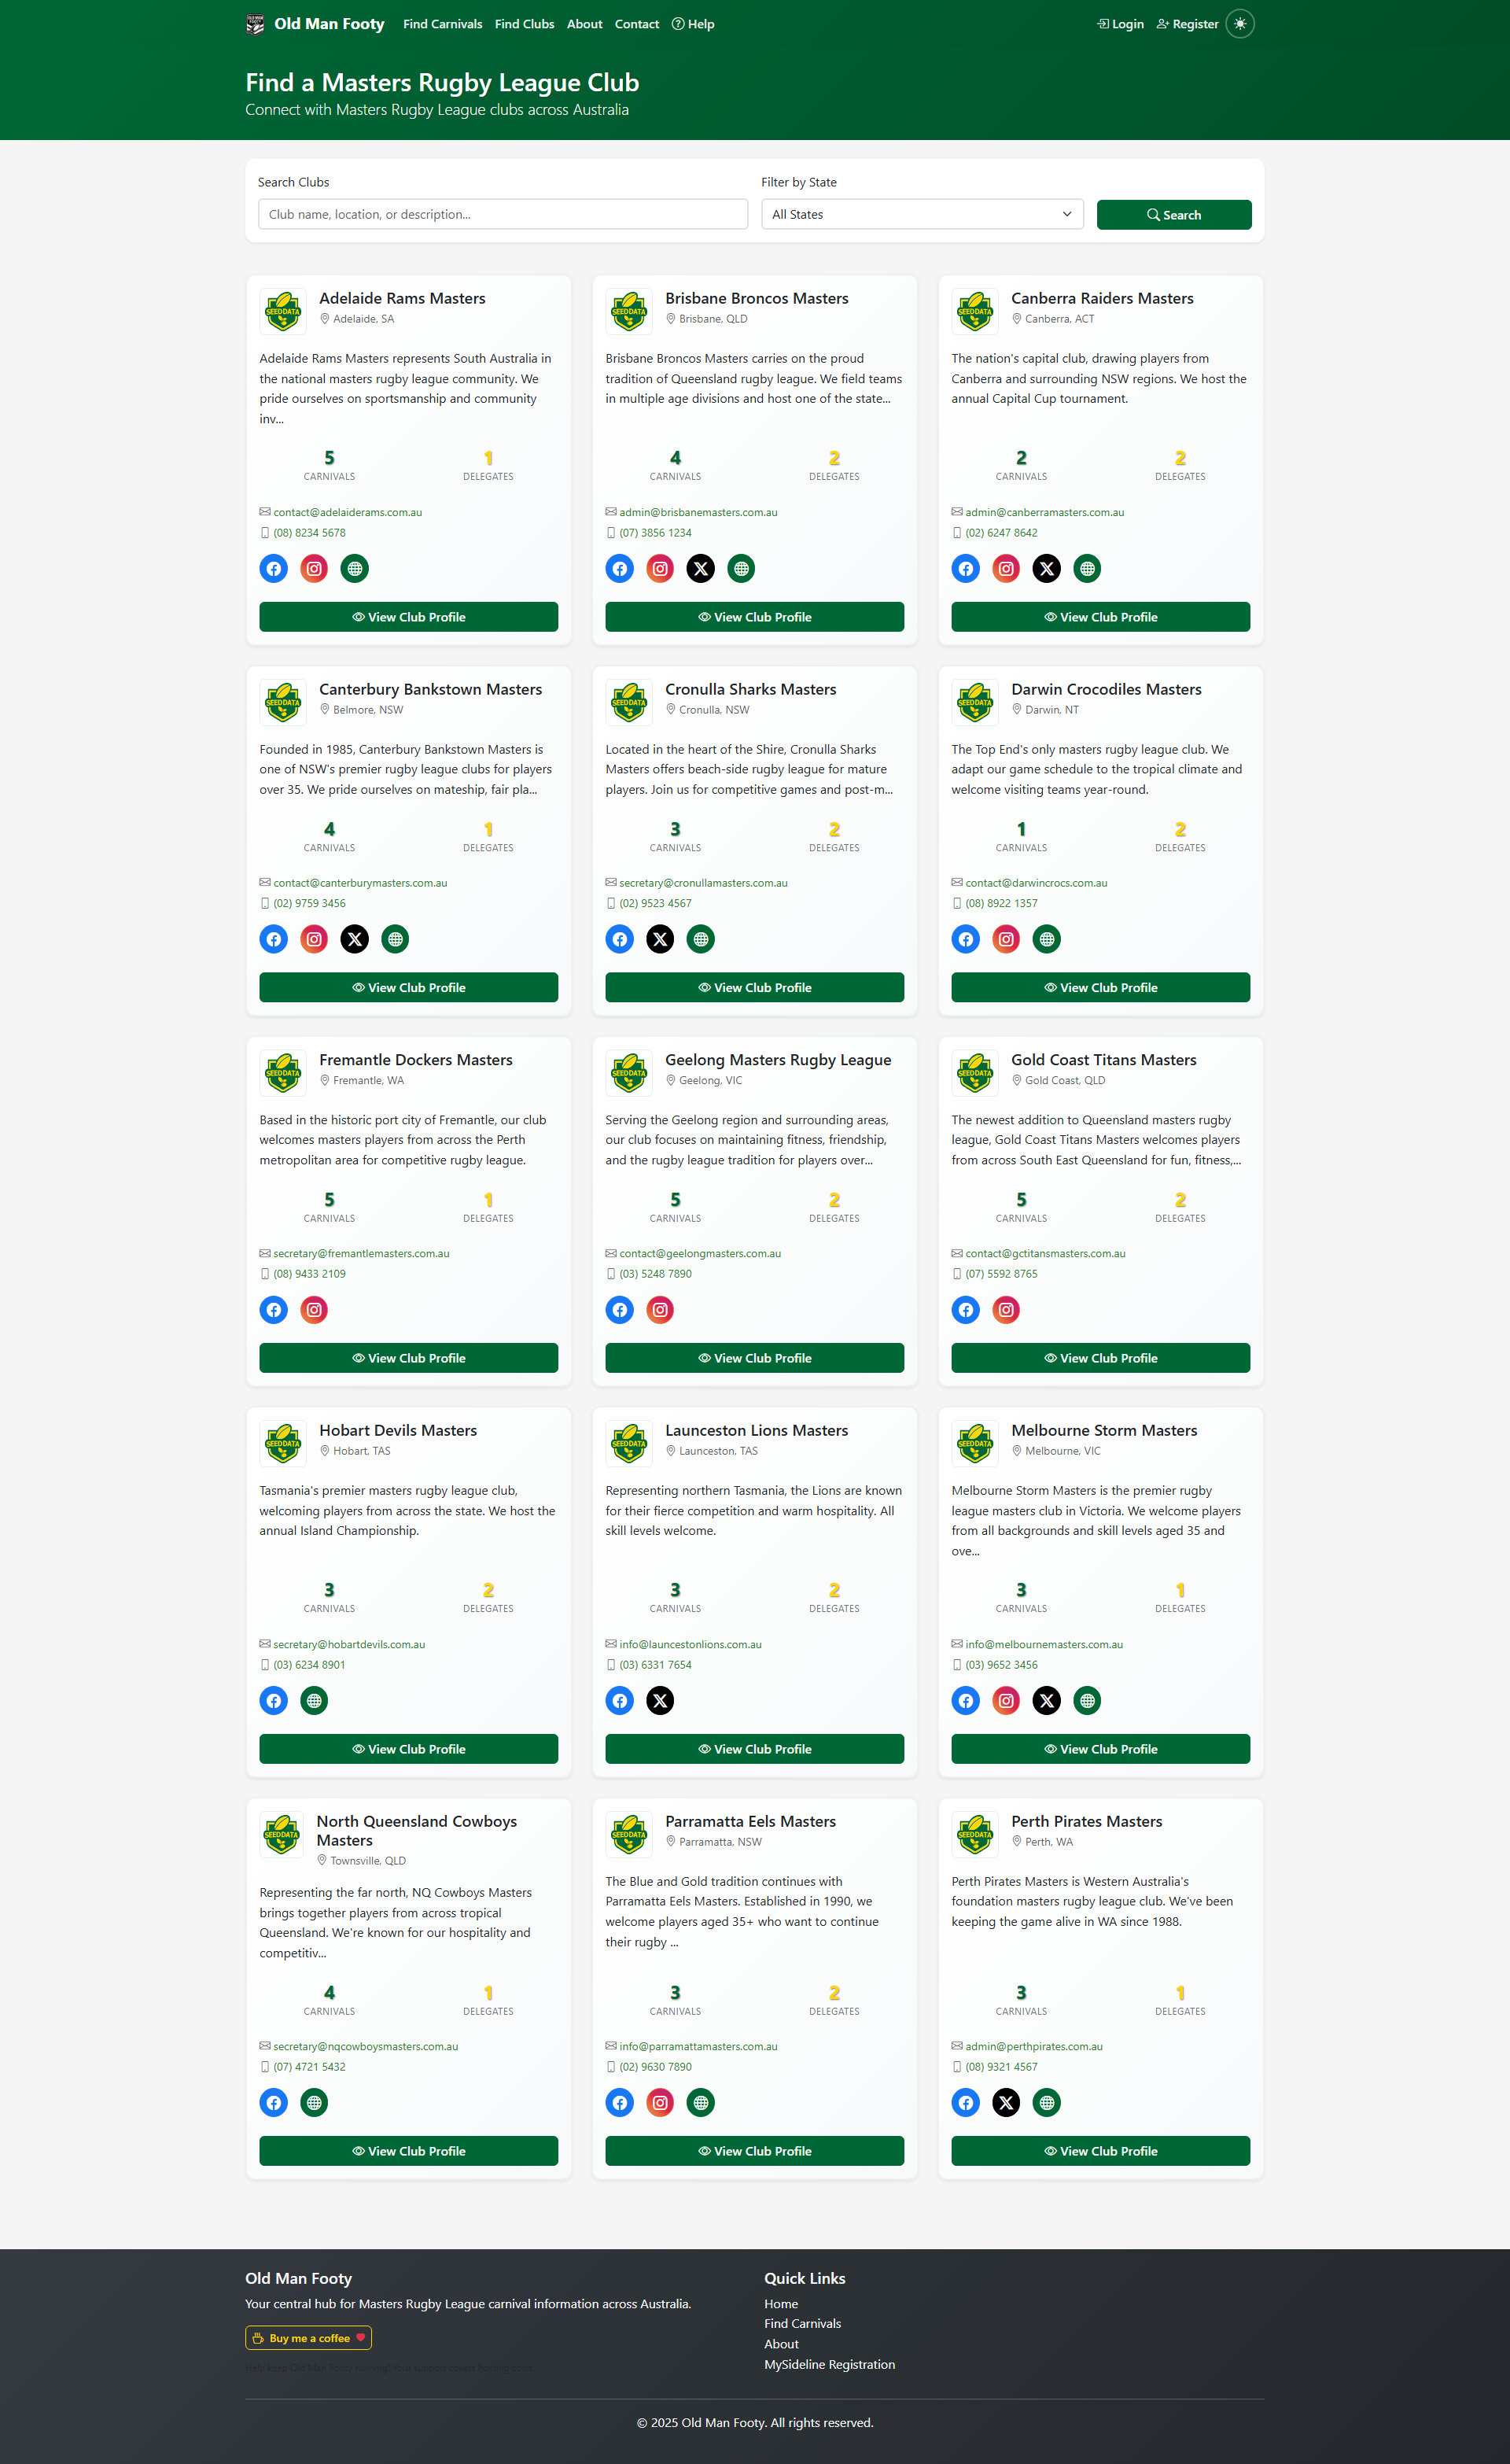 Old Man Footy
Find Carnivals
Find Clubs
About
Contact
Help
Login
Register
Find a Masters Rugby League Club
Connect with Masters Rugby League clubs across Australia
Search Clubs
Filter by State
Club name, location, or description...
All States
Search
SEEDDATA
Adelaide Rams Masters
Adelaide, SA
Adelaide Rams Masters represents South Australia in
the national masters rugby league community. We
pride ourselves on sportsmanship and community
inv...
5
CARNIVALS
1
DELEGATES
contact@adelaiderams.com.au
(08) 8234 5678
View Club Profile
SEEDDATA
Brisbane Broncos Masters
Brisbane, QLD
Brisbane Broncos Masters carries on the proud
tradition of Queensland rugby league. We field teams
in multiple age divisions and host one of the state...
4
CARNIVALS
2
DELEGATES
admin@brisbanemasters.com.au
(07) 3856 1234
View Club Profile
SEEDDATA
Canberra Raiders Masters
Canberra, ACT
The nation's capital club, drawing players from
Canberra and surrounding NSW regions. We host the
annual Capital Cup tournament.
2
CARNIVALS
2
DELEGATES
admin@canberramasters.com.au
(02) 6247 8642
View Club Profile
SEEDDATA
Canterbury Bankstown Masters
Belmore, NSW
Founded in 1985, Canterbury Bankstown Masters is
one of NSW's premier rugby league clubs for players
over 35. We pride ourselves on mateship, fair pla...
4
CARNIVALS
1
DELEGATES
contact@canterburymasters.com.au
(02) 9759 3456
View Club Profile
SEEDDATA
Cronulla Sharks Masters
Cronulla, NSW
Located in the heart of the Shire, Cronulla Sharks
Masters offers beach-side rugby league for mature
players. Join us for competitive games and post-m...
3
CARNIVALS
2
DELEGATES
secretary@cronullamasters.com.au
(02) 9523 4567
View Club Profile
SEEDDATA
Darwin Crocodiles Masters
Darwin, NT
The Top End's only masters rugby league club. We
adapt our game schedule to the tropical climate and
welcome visiting teams year-round.
1
CARNIVALS
2
DELEGATES
contact@darwincrocs.com.au
(08) 8922 1357
View Club Profile
SEEDDATA
Fremantle Dockers Masters
Fremantle, WA
Based in the historic port city of Fremantle, our club
welcomes masters players from across the Perth
metropolitan area for competitive rugby league.
5
CARNIVALS
1
DELEGATES
secretary@fremantlemasters.com.au
(08) 9433 2109
View Club Profile
SEEDDATA
Geelong Masters Rugby League
Geelong, VIC
Serving the Geelong region and surrounding areas,
our club focuses on maintaining fitness, friendship,
and the rugby league tradition for players over...
5
CARNIVALS
2
DELEGATES
contact@geelongmasters.com.au
(03) 5248 7890
View Club Profile
SEEDDATA
Gold Coast Titans Masters
Gold Coast, QLD
The newest addition to Queensland masters rugby
league, Gold Coast Titans Masters welcomes players
from across South East Queensland for fun, fitness,...
5
CARNIVALS
2
DELEGATES
contact@gctitansmasters.com.au
(07) 5592 8765
View Club Profile
SEEDDATA
Hobart Devils Masters
Hobart, TAS
Tasmania's premier masters rugby league club,
welcoming players from across the state. We host the
annual Island Championship.
3
CARNIVALS
2
DELEGATES
secretary@hobartdevils.com.au
(03) 6234 8901
View Club Profile
SEEDDATA
Launceston Lions Masters
Launceston, TAS
Representing northern Tasmania, the Lions are known
for their fierce competition and warm hospitality. All
skill levels welcome.
3
CARNIVALS
2
DELEGATES
info@launcestonlions.com.au
(03) 6331 7654
View Club Profile
SEEDDATA
Melbourne Storm Masters
Melbourne, VIC
Melbourne Storm Masters is the premier rugby
league masters club in Victoria. We welcome players
from all backgrounds and skill levels aged 35 and
ove...
3
CARNIVALS
1
DELEGATES
info@melbournemasters.com.au
(03) 9652 3456
View Club Profile
SEEDDATA
North Queensland Cowboys
Masters
Townsville, QLD
Representing the far north, NQ Cowboys Masters
brings together players from across tropical
Queensland. We're known for our hospitality and
competitiv...
4
CARNIVALS
1
DELEGATES
secretary@nqcowboysmasters.com.au
(07) 4721 5432
View Club Profile
SEEDDATA
Parramatta Eels Masters
Parramatta, NSW
The Blue and Gold tradition continues with
Parramatta Eels Masters. Established in 1990, we
welcome players aged 35+ who want to continue
their rugby ...
3
CARNIVALS
2
DELEGATES
info@parramattamasters.com.au
(02) 9630 7890
View Club Profile
SEEDDATA
Perth Pirates Masters
Perth, WA
Perth Pirates Masters is Western Australia's
foundation masters rugby league club. We've been
keeping the game alive in WA since 1988.
3
CARNIVALS
1
DELEGATES
admin@perthpirates.com.au
(08) 9321 4567
View Club Profile
Old Man Footy
Your central hub for Masters Rugby League carnival information across Australia.
Buy me a coffee
Quick Links
Home
Find Carnivals
About
MySideline Registration
© 2025 Old Man Footy. All rights reserved.